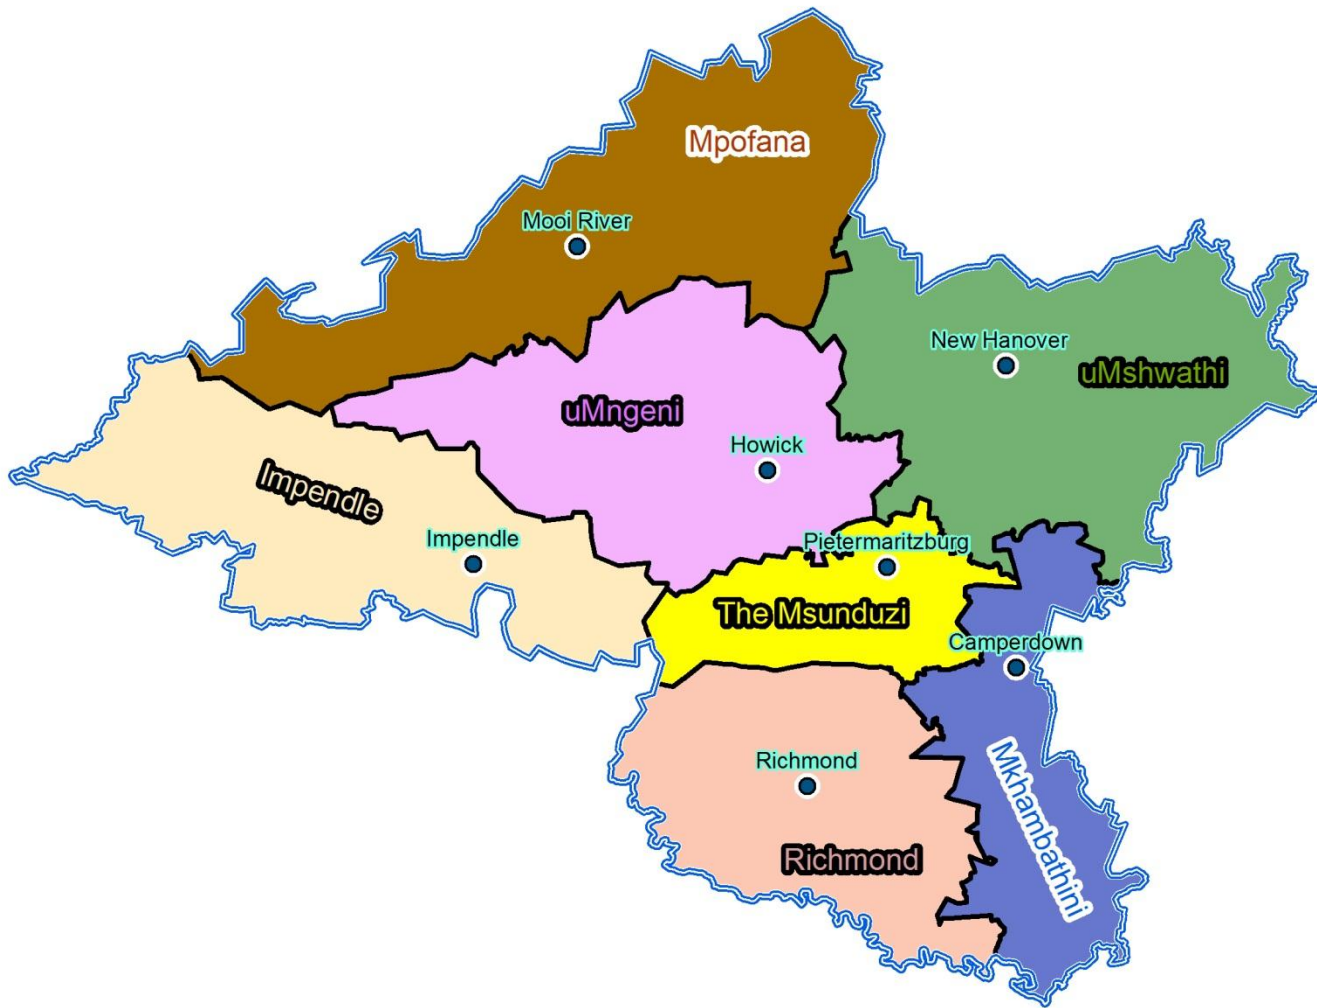 Mpofana
Mooi River
New Hanover
uMshwathi
uMngeni
Howick
Impendle
Impendle
Pietermaritzburg
The Msunduzi
Camperdown
Richmond
Mkhambathini
Richmond